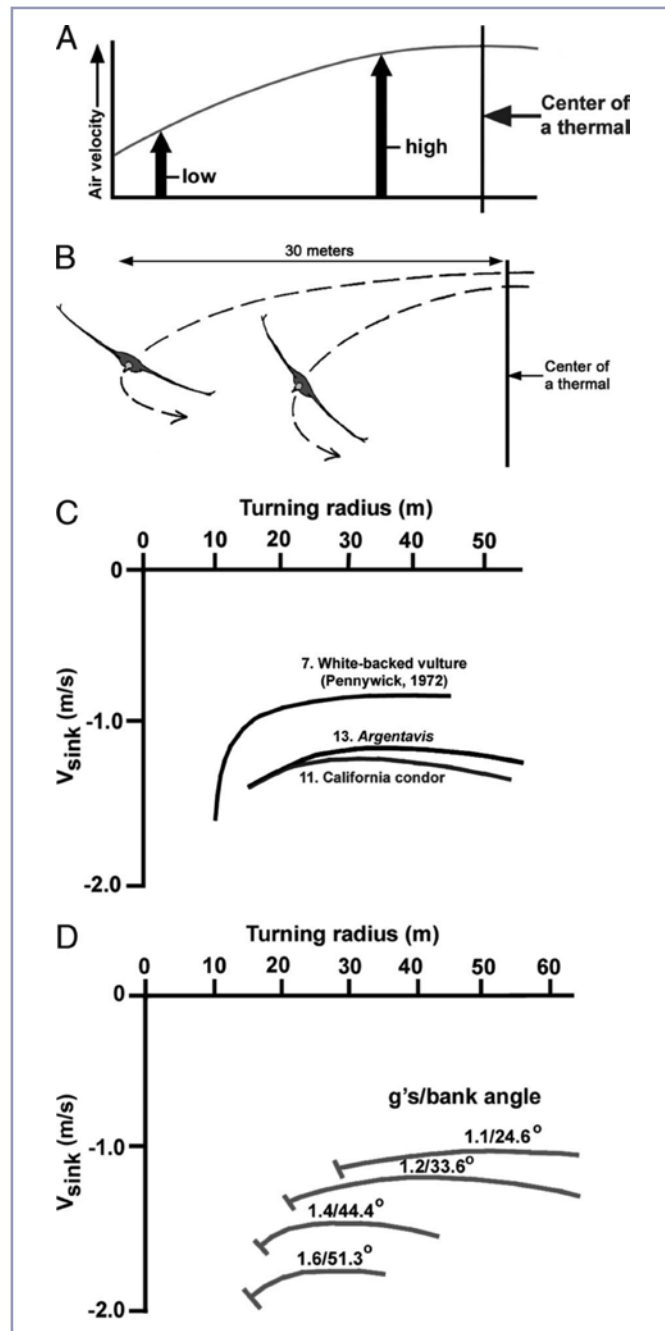 A
Air velocity
low
high
Center of
a thermal
B
30 meters
Center of
a thermal
C
Turning radius (m)
0 10 20 30 40 50
0
-1.0
-2.0
Vsink (m/s)
7. White-backed vulture
(Pennywick, 1972)
13. Argentavis
11. California condor
D
Turning radius (m)
0 10 20 30 40 50 60
0
-1.0
-2.0
Vsink (m/s)
g's/bank angle
1.1/24.6°
1.2/33.6°
1.4/44.4°
1.6/51.3°